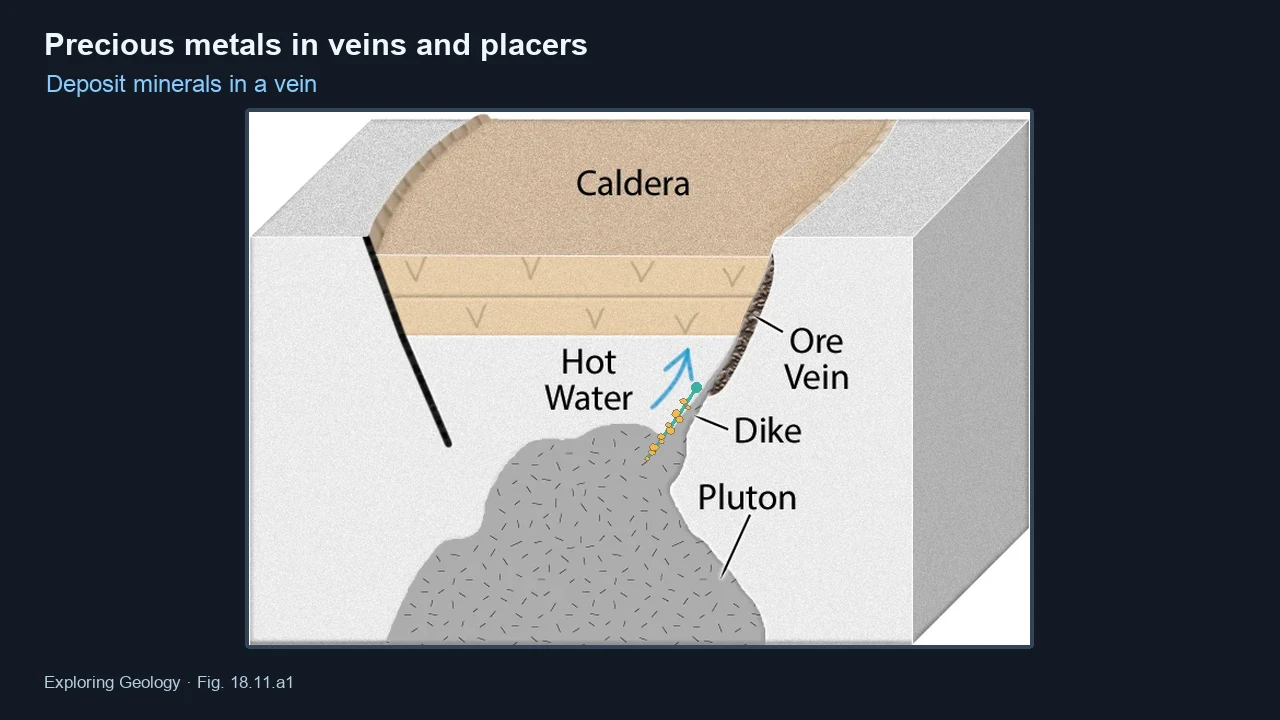 Precious metals in veins and placers
Deposit minerals in a vein
Caldera
Ore
Vein
Hot
Water
Dike
Pluton
Exploring Geology · Fig. 18.11.a1